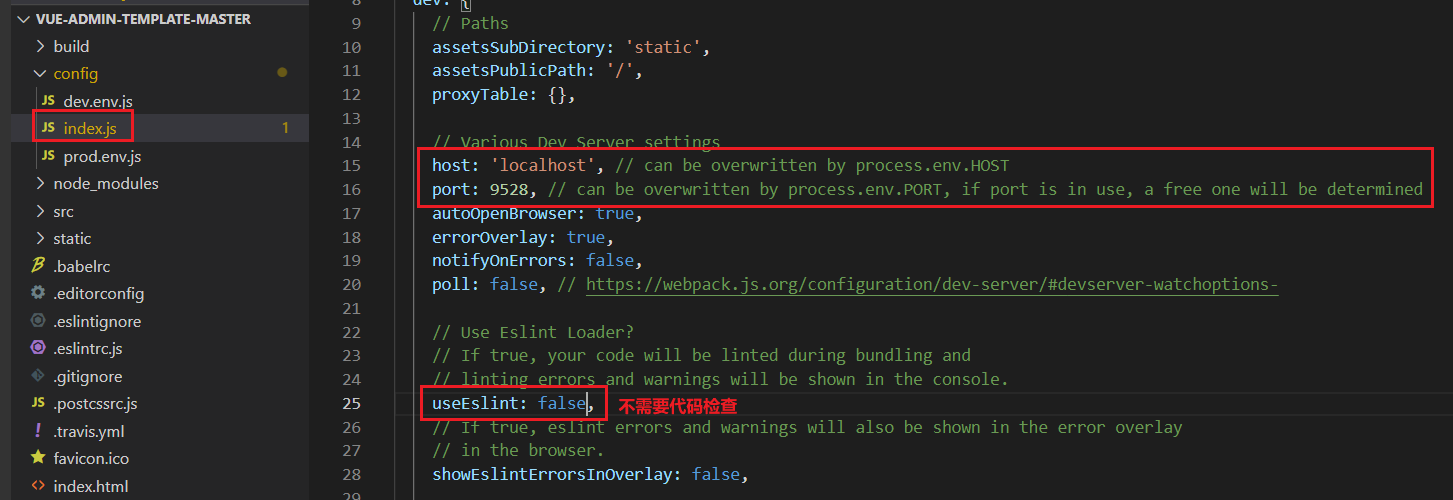 VUE-ADMIN-TEMPLATE-MASTER
build
config
JS dev.env.js
JS index.js 1
JS prod.env.js
node_modules
src
static
.babelrc
.editorconfig
.eslintignore
.eslintrc.js
.gitignore
JS .postcssrc.js
! .travis.yml
favicon.ico
<> index.html
8 dev: {
9 // Paths
10 assetsSubDirectory: 'static',
11 assetsPublicPath: '/',
12 proxyTable: {},
13
14 // Various Dev Server settings
15 host: 'localhost', // can be overwritten by process.env.HOST
16 port: 9528, // can be overwritten by process.env.PORT, if port is in use, a free one will be determined
17 autoOpenBrowser: true,
18 errorOverlay: true,
19 notifyOnErrors: false,
20 poll: false, // https://webpack.js.org/configuration/dev-server/#devserver-watchoptions-
21
22 // Use Eslint Loader?
23 // If true, your code will be linted during bundling and
24 // linting errors and warnings will be shown in the console.
25 useEslint: false, 不需要代码检查
26 // If true, eslint errors and warnings will also be shown in the error overlay
27 // in the browser.
28 showEslintErrorsInOverlay: false,
29